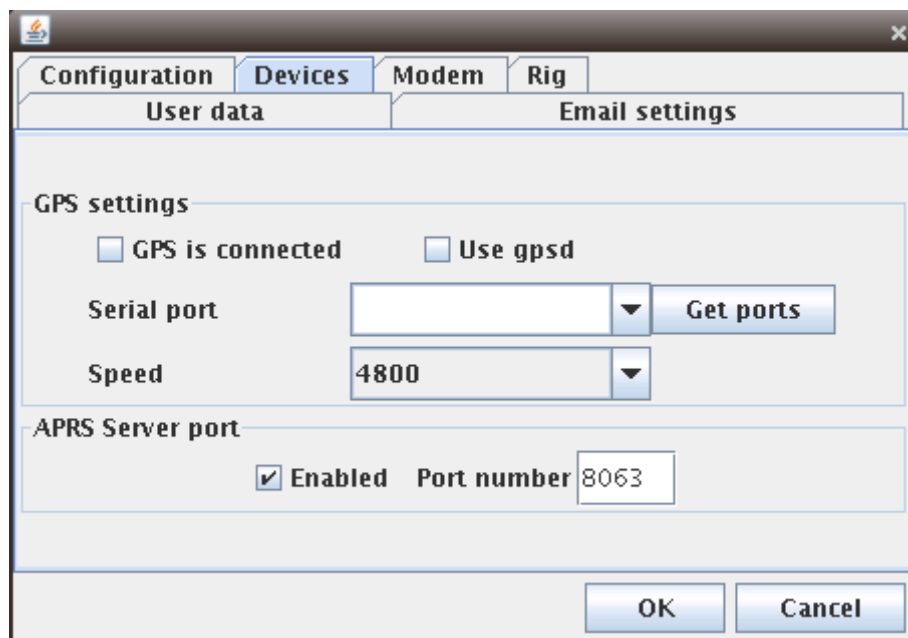 Configuration Devices Modem Rig
User data Email settings
GPS settings
GPS is connected Use gpsd
Serial port Get ports
Speed 4800
APRS Server port
Enabled Port number 8063
OK Cancel